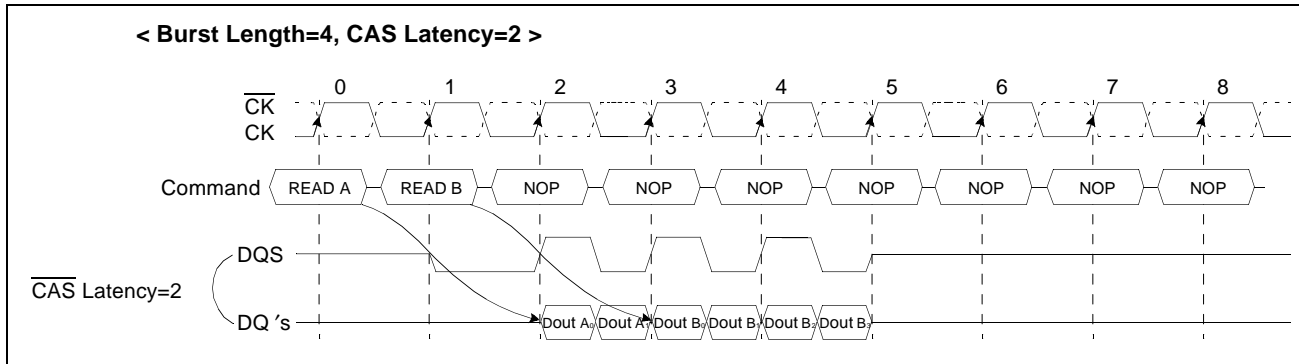 < Burst Length=4, CAS Latency=2 >
0 1 2 3 4 5 6 7 8
CK
CK
Command READ A READ B NOP NOP NOP NOP NOP NOP NOP
DQS
CAS Latency=2
DQ 's Dout A0 Dout A1 Dout B0 Dout B1 Dout B2 Dout B3